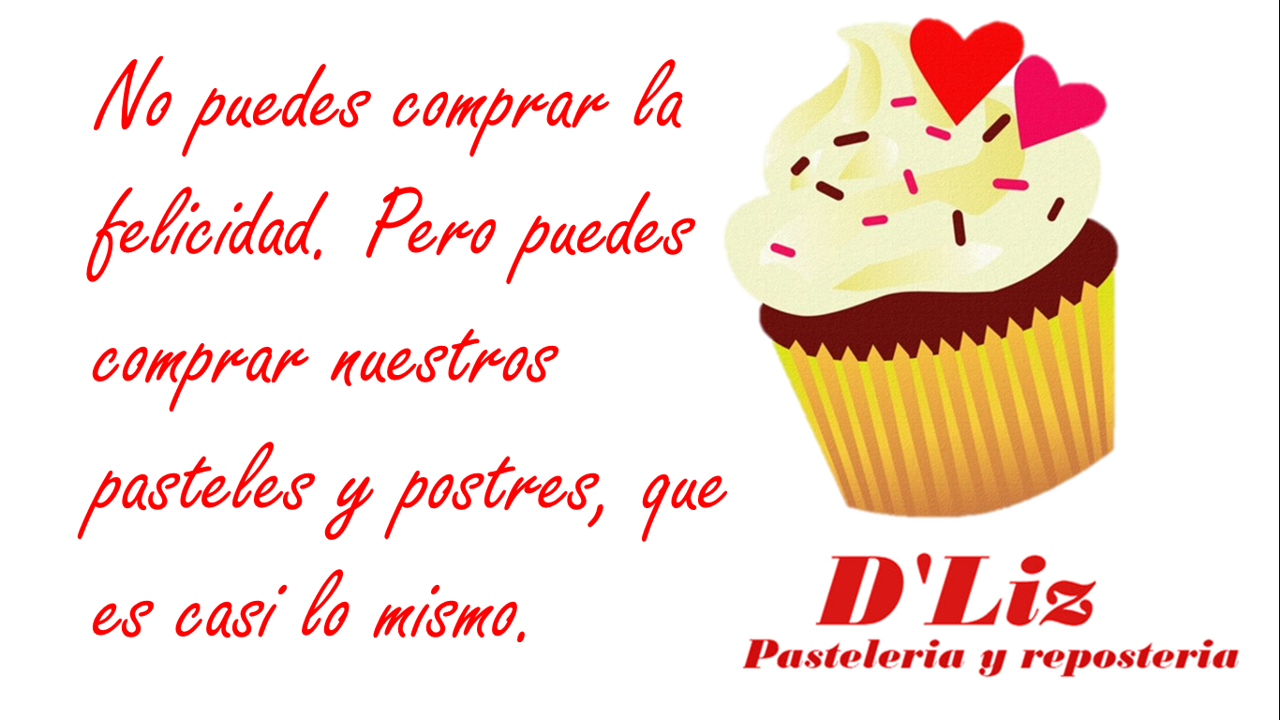 No puedes comprar la
felicidad. Pero puedes
comprar nuestros
pasteles y postres, que
es casi lo mismo.
D'Liz
Pasteleria y reposteria